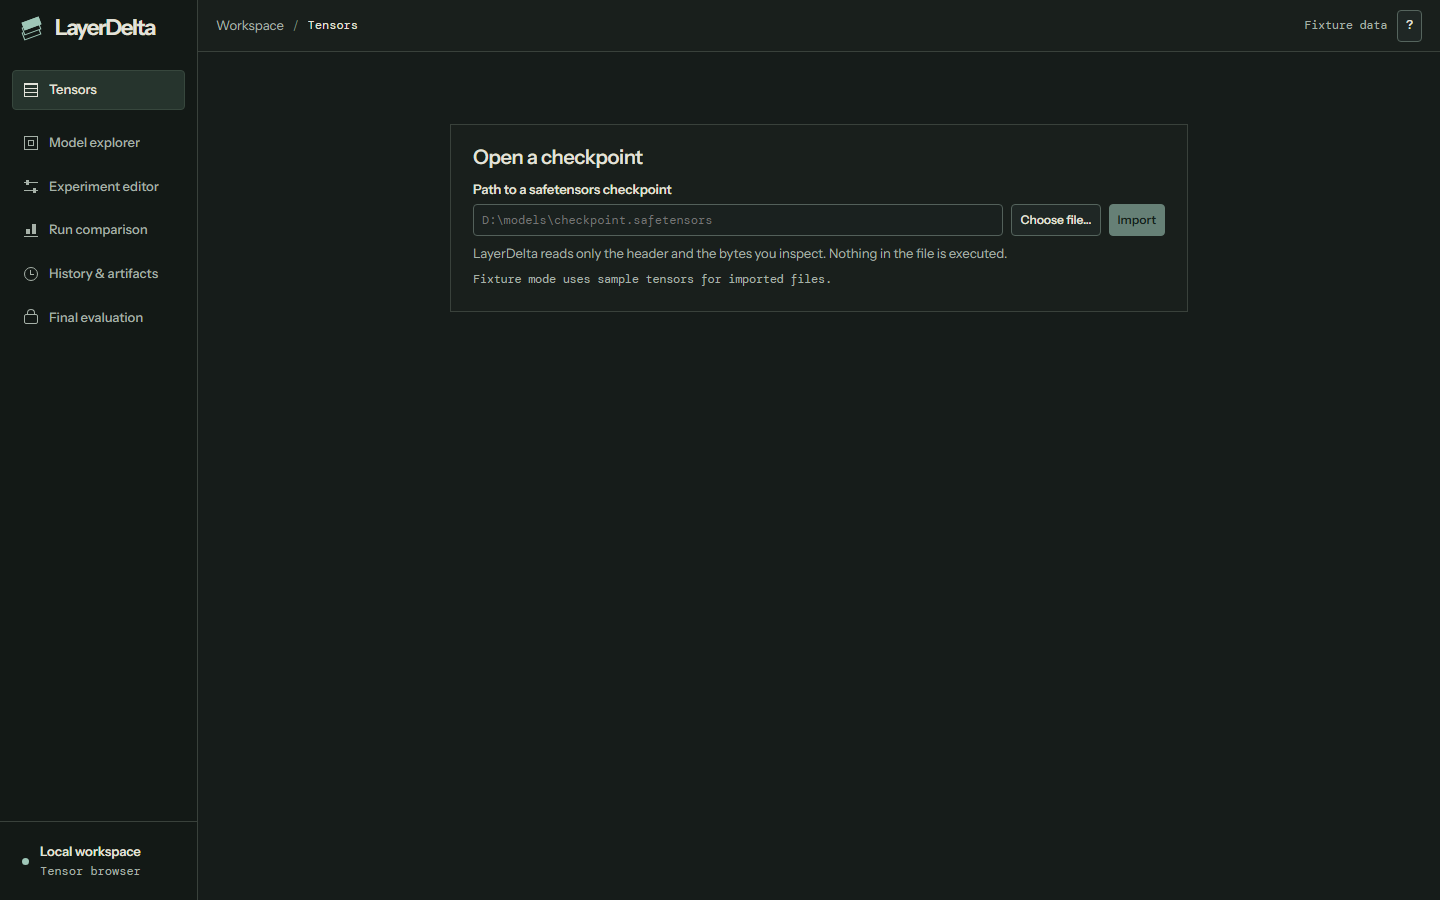 LayerDelta
Workspace / Tensors
Fixture data ?
Tensors
Model explorer
Experiment editor
Run comparison
History & artifacts
Final evaluation
Open a checkpoint
Path to a safetensors checkpoint
D:\models\checkpoint.safetensors
Choose file...
Import
LayerDelta reads only the header and the bytes you inspect. Nothing in the file is executed.
Fixture mode uses sample tensors for imported files.
Local workspace
Tensor browser